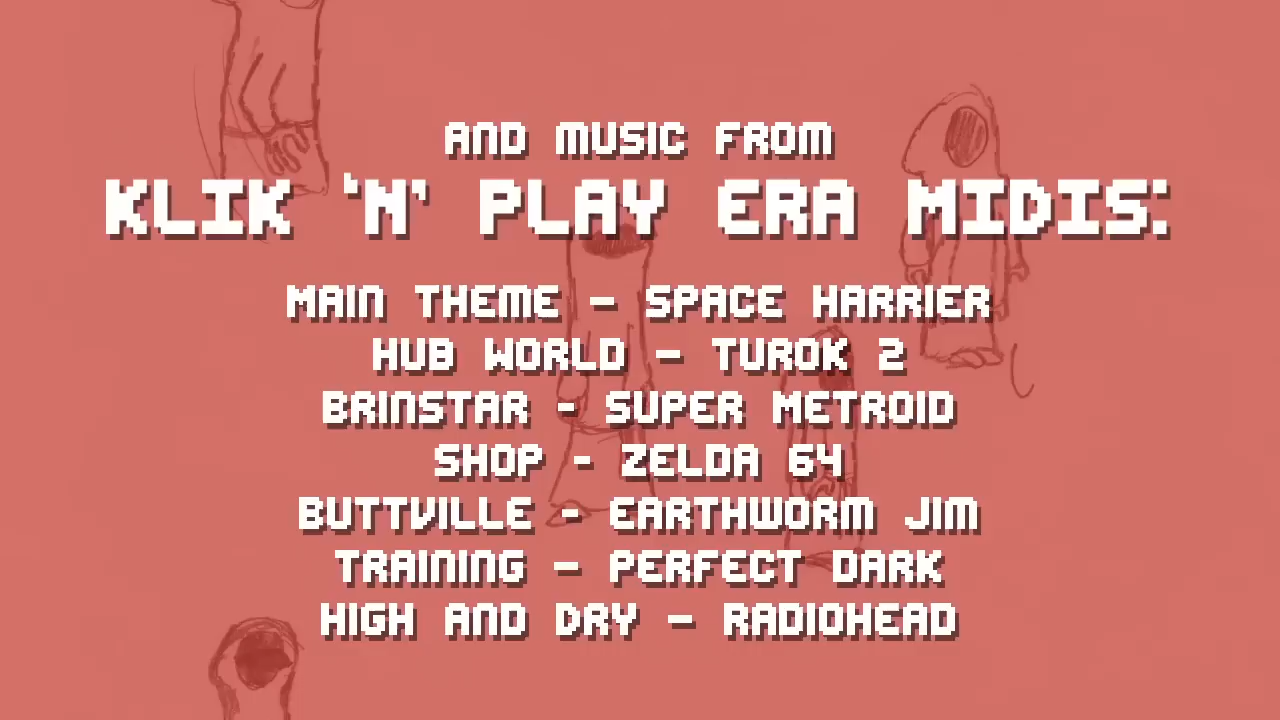 AND MUSIC FROM
KLIK 'N' PLAY ERA MIDIS:
MAIN THEME – SPACE HARRIER
HUB WORLD – TUROK 2
BRINSTAR - SUPER METROID
SHOP - ZELDA 64
BUTTVILLE - EARTHWORM JIM
TRAINING – PERFECT DARK
HIGH AND DRY – RADIOHEAD